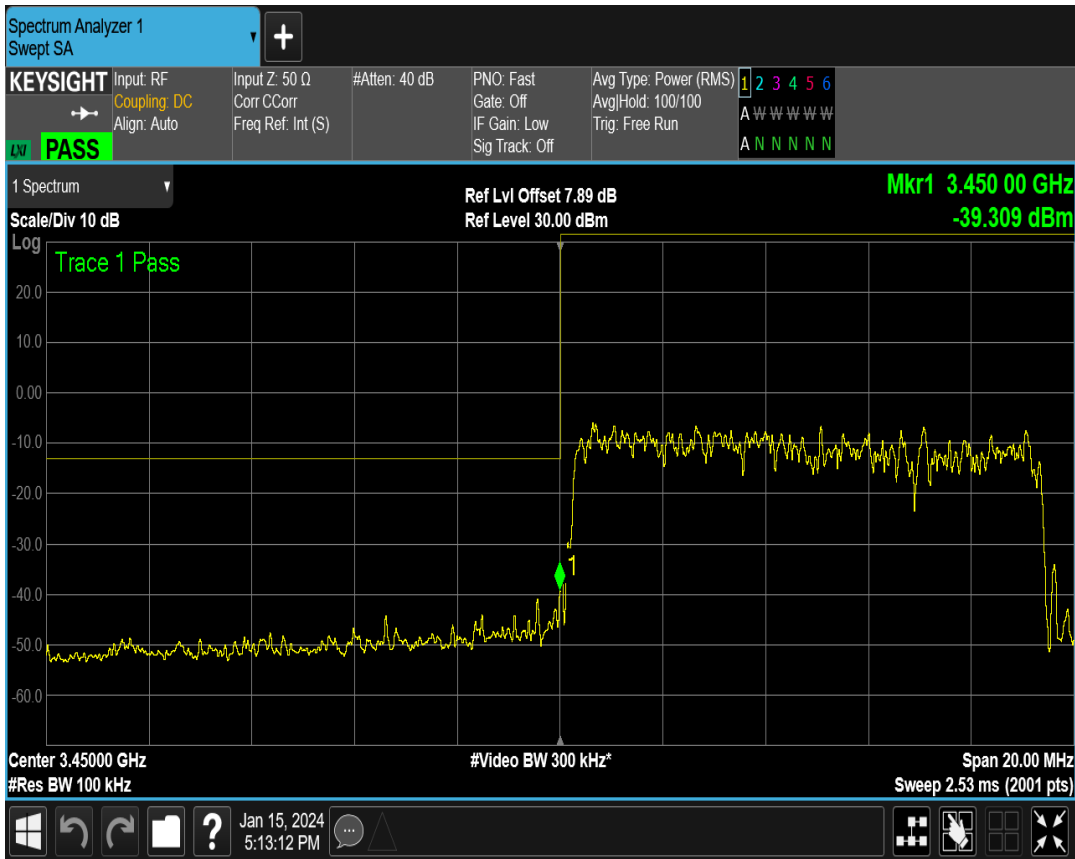 Spectrum Analyzer 1
Swept SA
+
KEYSIGHT
LXI PASS
Input: RF
Coupling: DC
Align: Auto
Input Z: 50 Ω
Corr CCorr
Freq Ref: Int (S)
#Atten: 40 dB
PNO: Fast
Gate: Off
IF Gain: Low
Sig Track: Off
Avg Type: Power (RMS)
Avg|Hold: 100/100
Trig: Free Run
1 2 3 4 5 6
A W W W W W
A N N N N N
1 Spectrum
Scale/Div 10 dB
Ref Lvl Offset 7.89 dB
Ref Level 30.00 dBm
Mkr1 3.450 00 GHz
-39.309 dBm
Log
Trace 1 Pass
20.0
10.0
0.00
-10.0
-20.0
-30.0
1
-40.0
-50.0
-60.0
Center 3.45000 GHz
#Video BW 300 kHz*
Span 20.00 MHz
#Res BW 100 kHz
Sweep 2.53 ms (2001 pts)
?
Jan 15, 2024
5:13:12 PM